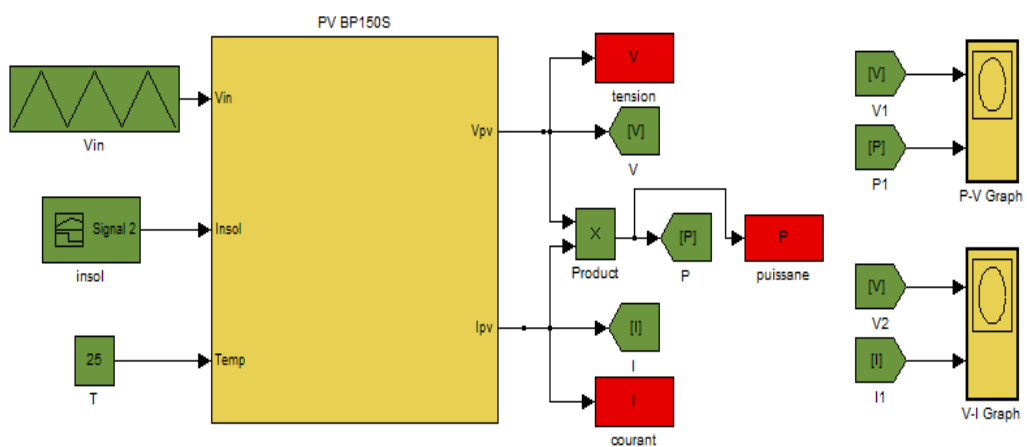 PV BP150S
Vin
Vin
Signal 2
insol
Insol
25
T
Temp
Vpv
Ipv
V
tension
[V]
V
X
Product
[P]
P
P
puissane
[I]
I
I
courant
[V]
V1
[P]
P1
P-V Graph
[V]
V2
[I]
I1
V-I Graph